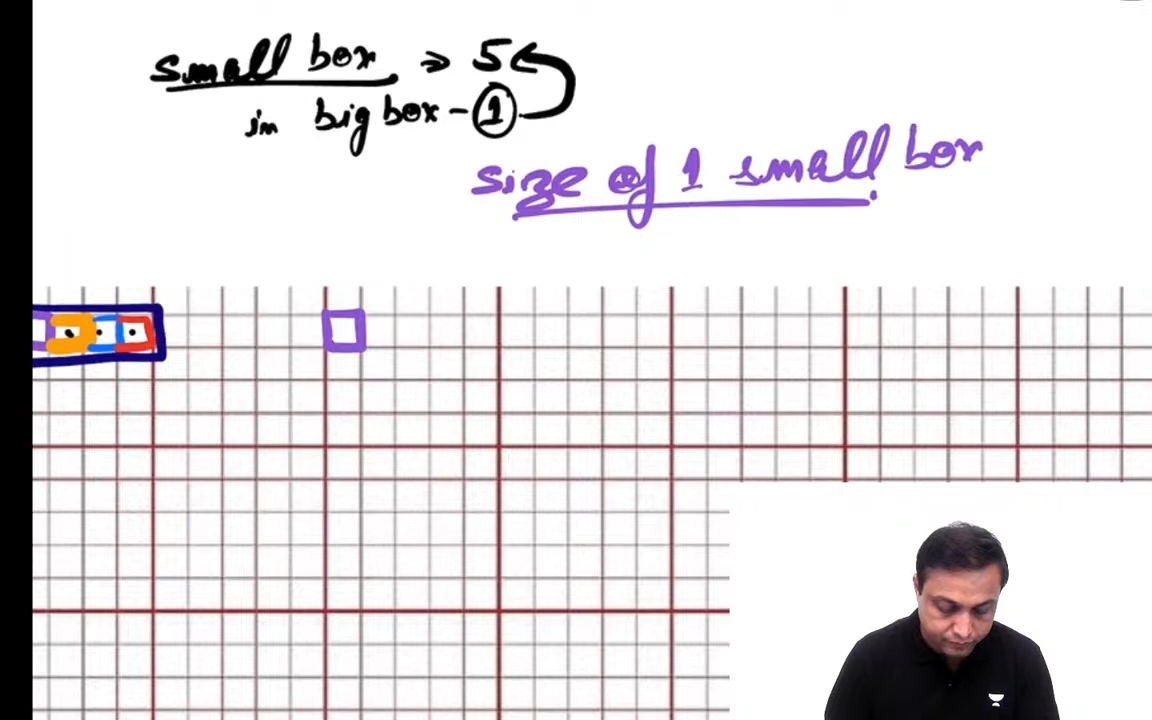 small box → 5
in big box - 1
size of 1 small box